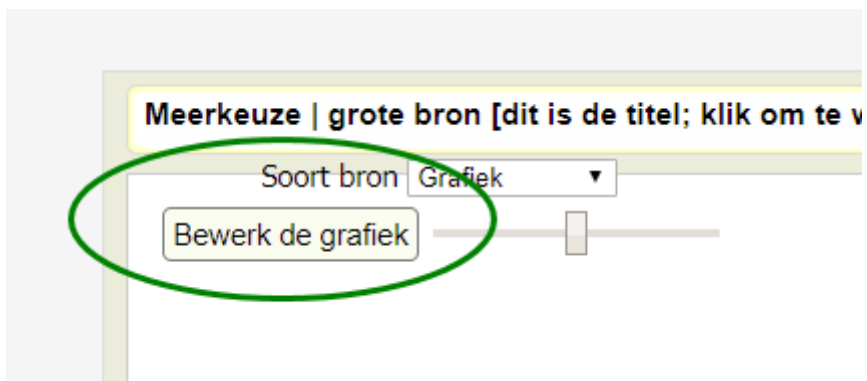 Meerkeuze | grote bron [dit is de titel; klik om te
Soort bron Grafiek
Bewerk de grafiek